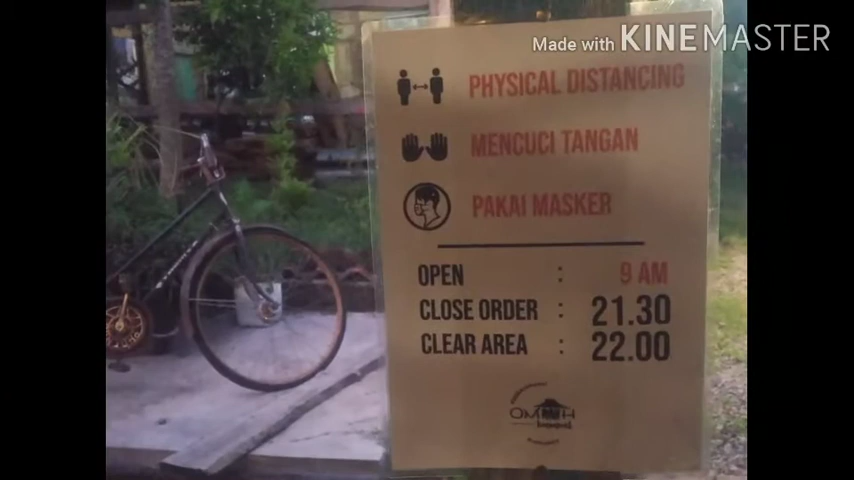 Made with KINEMASTER
PHYSICAL DISTANCING
MENCUCI TANGAN
PAKAI MASKER
OPEN : 9 AM
CLOSE ORDER : 21.30
CLEAR AREA : 22.00